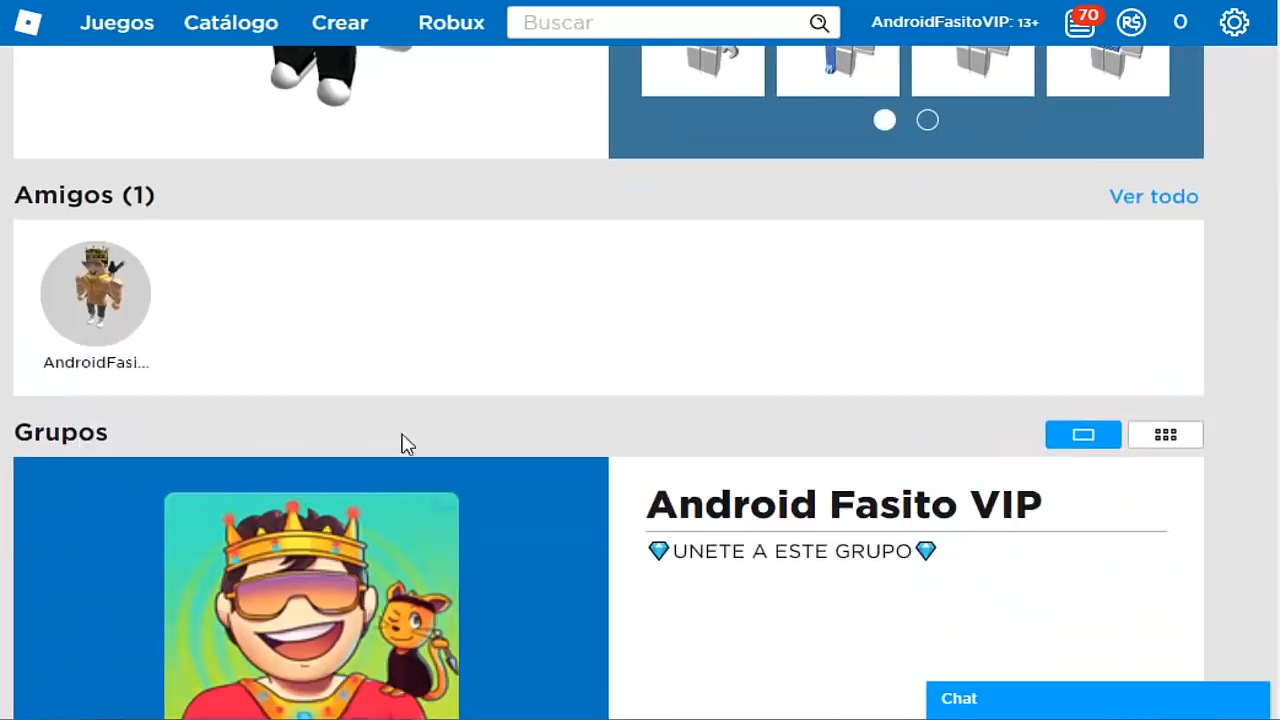 Juegos Catálogo Crear Robux Buscar AndroidFasitoVIP: 13+ 70 R$ 0
Amigos (1) Ver todo
AndroidFasi...
Grupos
Android Fasito VIP
💎UNETE A ESTE GRUPO💎
Chat